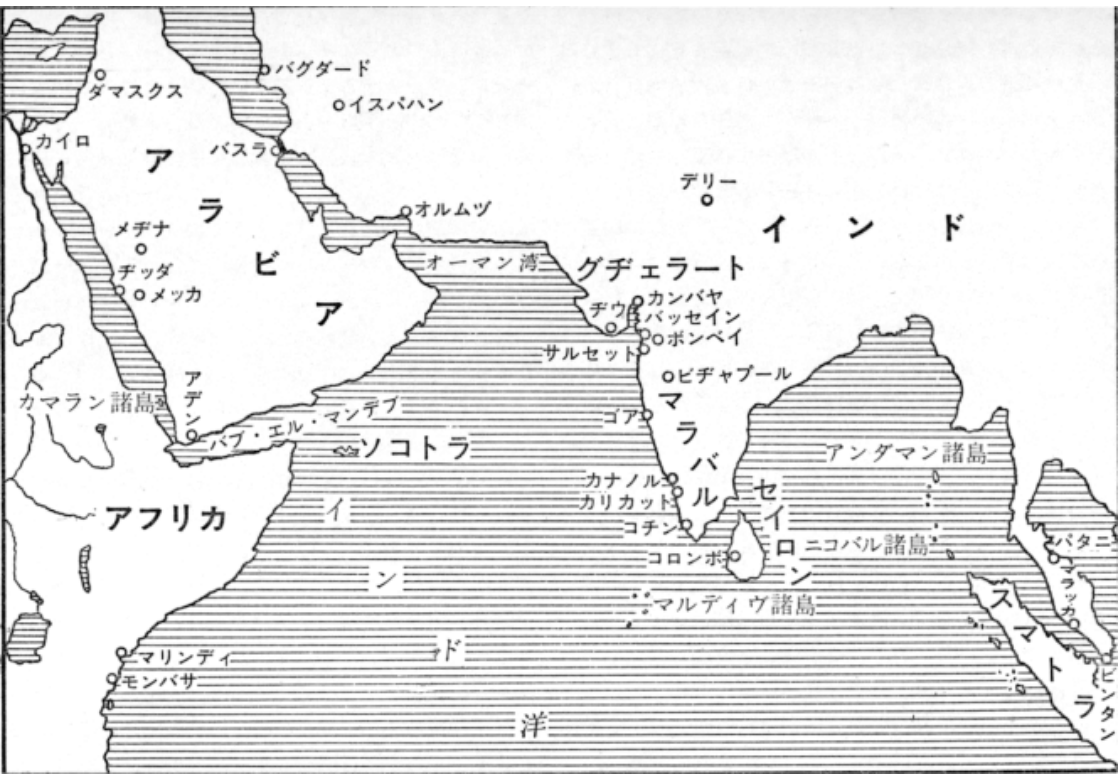 バグダード
ダマスクス
イスパハン
カイロ
バスラ
アラビア
デリー
オルムヅ
インド
メヂナ
オーマン湾
グヂェラート
ヂッダ
メッカ
カンバヤ
ヂウ
バッセイン
ボンベイ
サルセット
ビヂャプール
アデン
カマラン諸島
バブ・エル・マンデブ
ゴア
マラバル
ソコトラ
アンダマン諸島
カナノル
カリカット
セイロン
アフリカ
コチン
コロンボ
ニコバル諸島
パタニ
マラッカ
マルディヴ諸島
スマトラ
マリンディ
モンバサ
ビンタン
インド洋